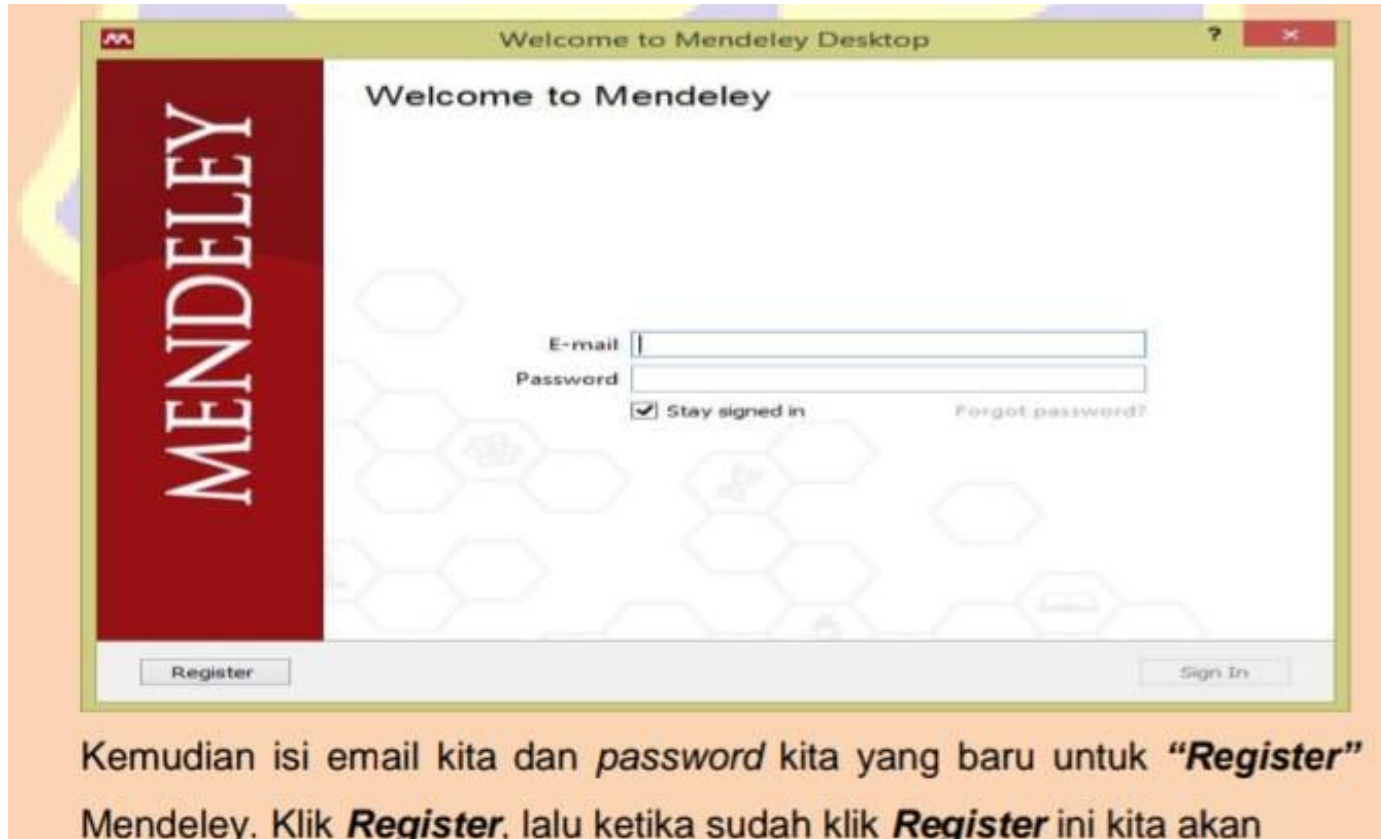 Welcome to Mendeley Desktop
?
Welcome to Mendeley
MENDELEY
E-mail
Password
Stay signed in
Forgot password?
Register
Sign In
Kemudian isi email kita dan password kita yang baru untuk “Register”
Mendeley. Klik Register, lalu ketika sudah klik Register ini kita akan